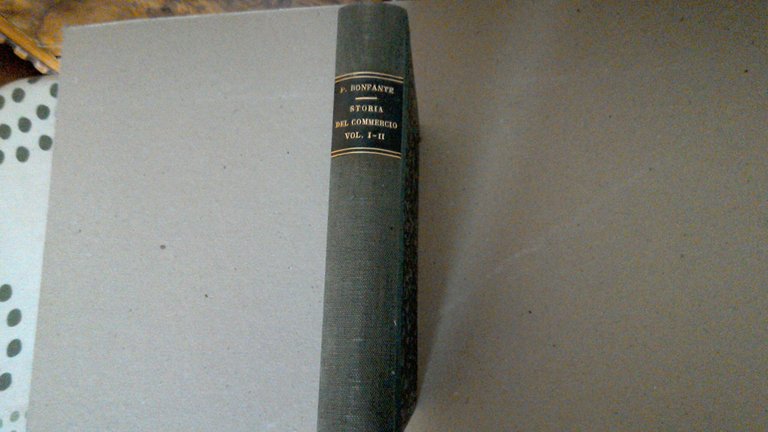 P. BONFANTE
STORIA
DEL COMMERCIO
VOL. I-II